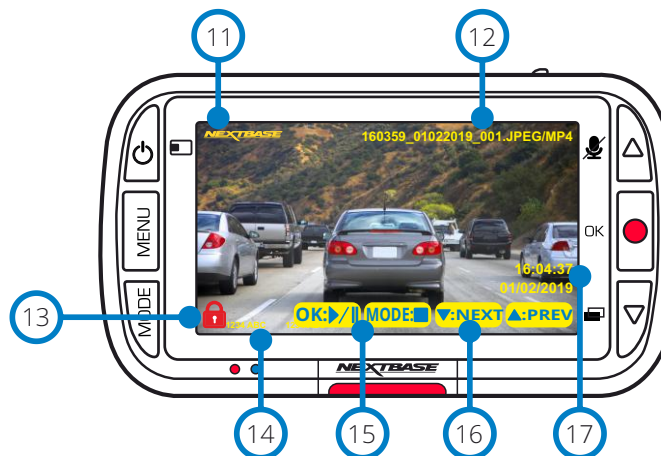 11
12
NEXTBASE
160359_01022019_001.JPEG/MP4
MENU
OK
MODE
16:04:37
01/02/2019
13
OK:▶/II
MODE:■
▼:NEXT
▲:PREV
NEXTBASE
14
15
16
17